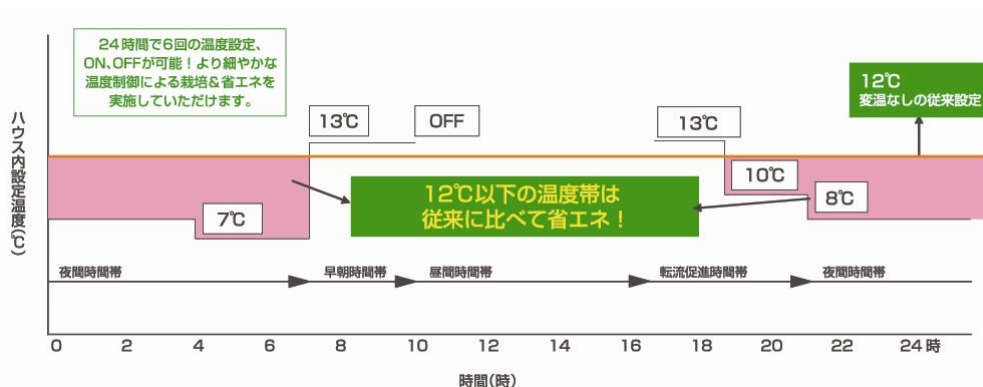 24時間で6回の温度設定、
ON、OFFが可能！より細やかな
温度制御による栽培&省エネを
実施していただけます。
12℃
変温なしの従来設定
13℃
OFF
13℃
10℃
8℃
7℃
12℃以下の温度帯は
従来に比べて省エネ！
ハウス内設定温度(℃)
夜間時間帯
早朝時間帯
昼間時間帯
転流促進時間帯
夜間時間帯
0 2 4 6 8 10 12 14 16 18 20 22 24時
時間(時)